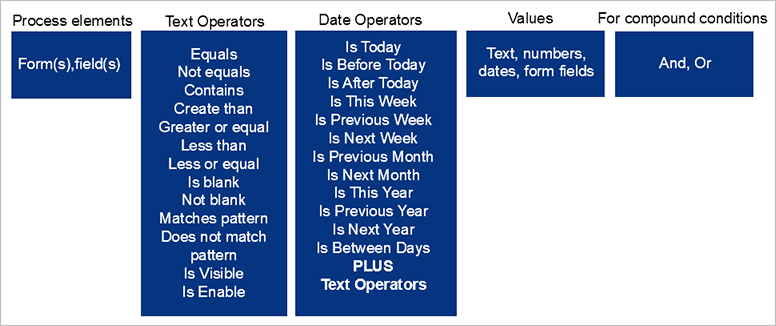 Process elements
Form(s),field(s)
Text Operators
Equals
Not equals
Contains
Create than
Greater or equal
Less than
Less or equal
Is blank
Not blank
Matches pattern
Does not match
pattern
Is Visible
Is Enable
Date Operators
Is Today
Is Before Today
Is After Today
Is This Week
Is Previous Week
Is Next Week
Is Previous Month
Is Next Month
Is This Year
Is Previous Year
Is Next Year
Is Between Days
PLUS
Text Operators
Values
Text, numbers,
dates, form fields
For compound conditions
And, Or